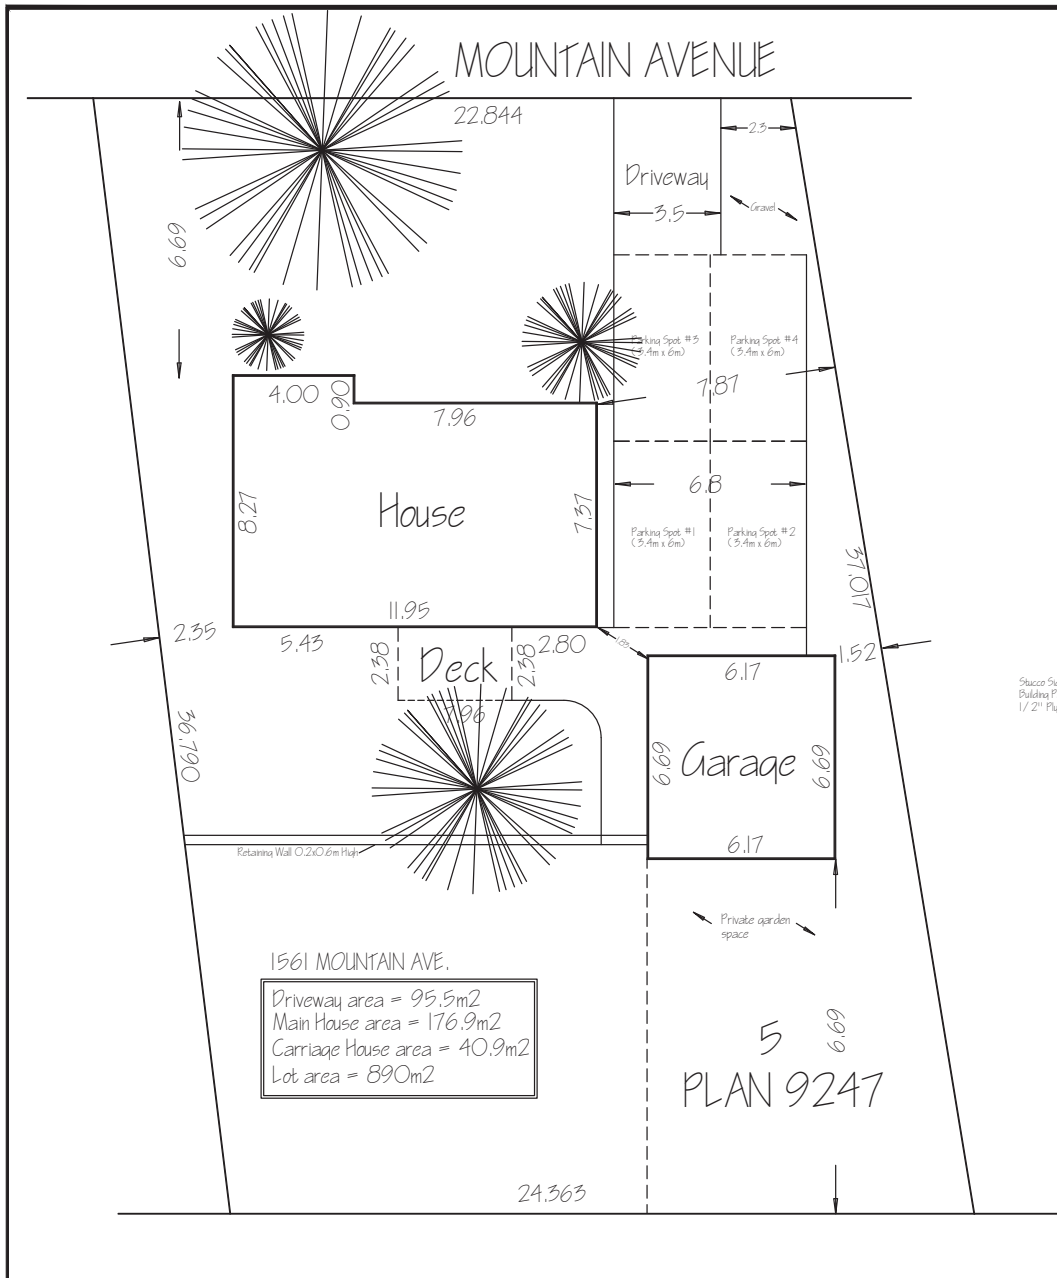 MOUNTAIN AVENUE
22.844
2.3
Driveway
3.5
Gravel
6.69
Parking Spot #3
(3.4m x 6m)
Parking Spot #4
(3.4m x 6m)
7.87
4.00
0.90
7.96
House
8.27
7.37
6.8
Parking Spot #1
(3.4m x 6m)
Parking Spot #2
(3.4m x 6m)
37.017
11.95
2.35
5.43
2.38
Deck
2.38
2.80
1.83
1.52
6.17
7.96
36.790
Garage
6.69
6.69
6.17
Stucco
Building
1/2"
Retaining Wall 0.2x0.6m High
Private garden
space
1561 MOUNTAIN AVE.
Driveway area = 95.5m2
Main House area = 176.9m2
Carriage House area = 40.9m2
Lot area = 890m2
5
PLAN 9247
6.69
24.363